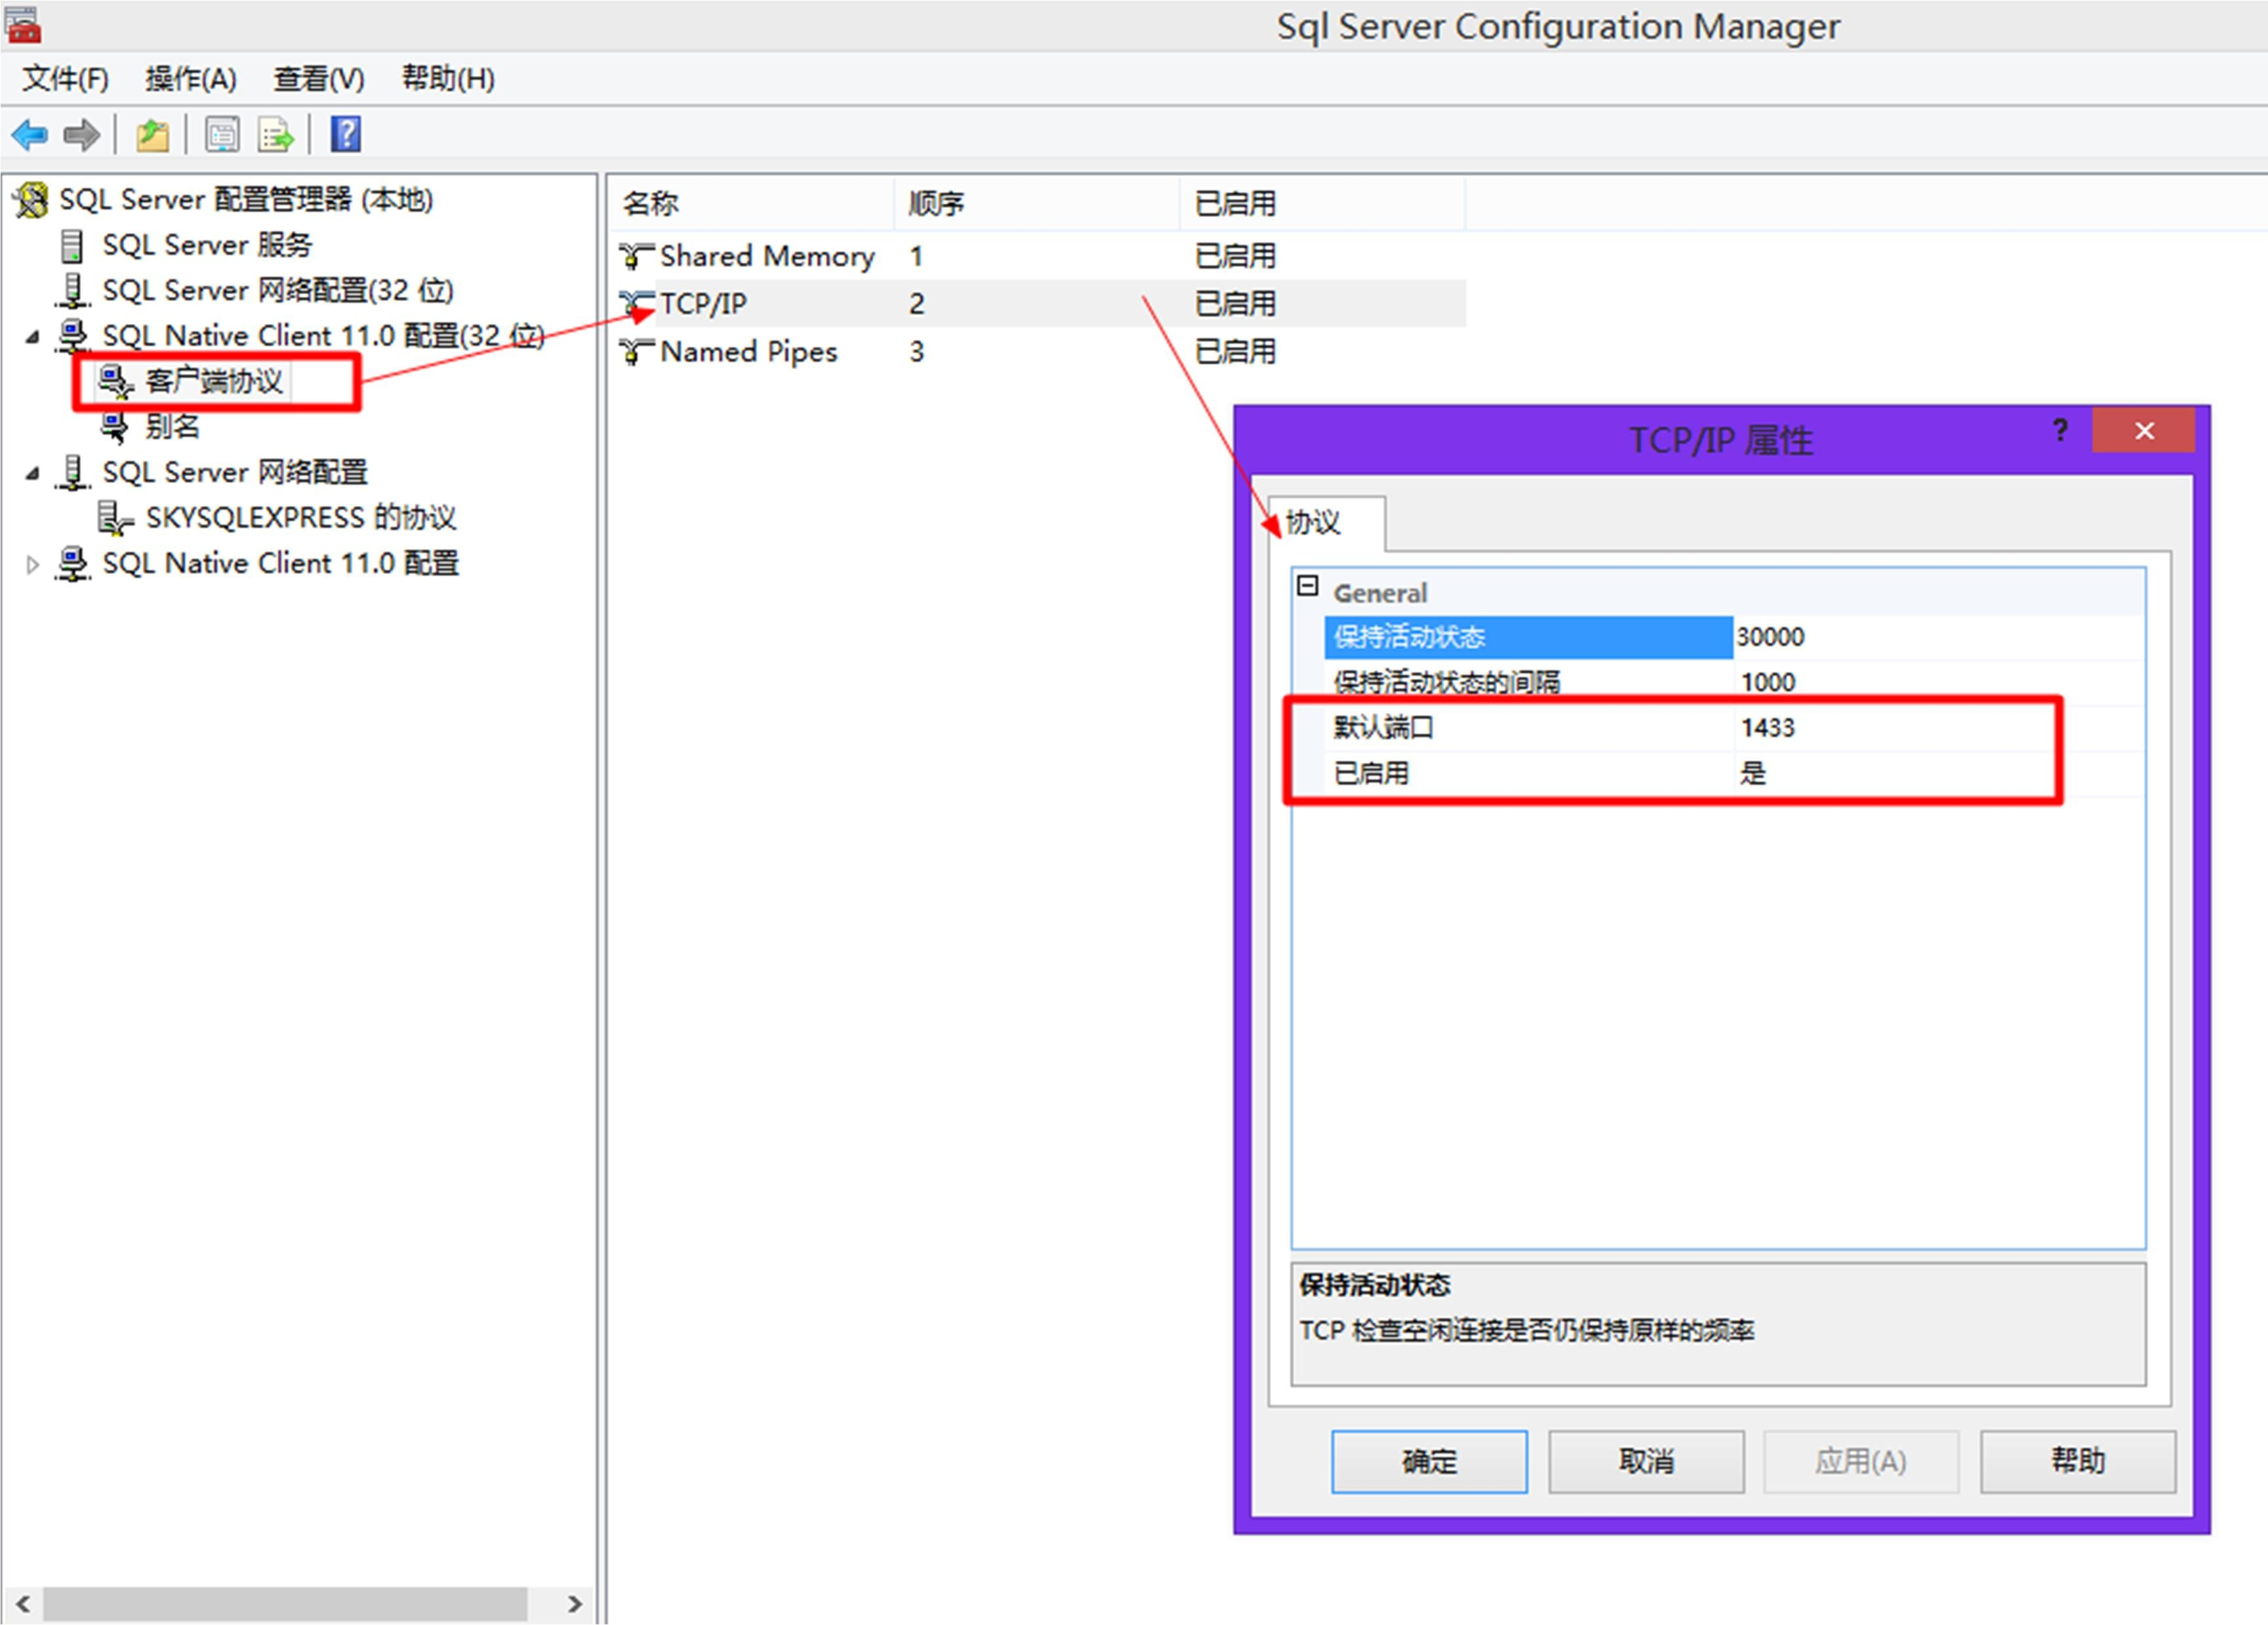 Sql Server Configuration Manager
文件(F) 操作(A) 查看(V) 帮助(H)
SQL Server 配置管理器 (本地)
SQL Server 服务
SQL Server 网络配置(32 位)
SQL Native Client 11.0 配置(32 位)
客户端协议
别名
SQL Server 网络配置
SKYSQLEXPRESS 的协议
SQL Native Client 11.0 配置
名称 顺序 已启用
Shared Memory 1 已启用
TCP/IP 2 已启用
Named Pipes 3 已启用
TCP/IP 属性
协议
General
保持活动状态 30000
保持活动状态的间隔 1000
默认端口 1433
已启用 是
保持活动状态
TCP 检查空闲连接是否仍保持原样的频率
确定 取消 应用(A) 帮助